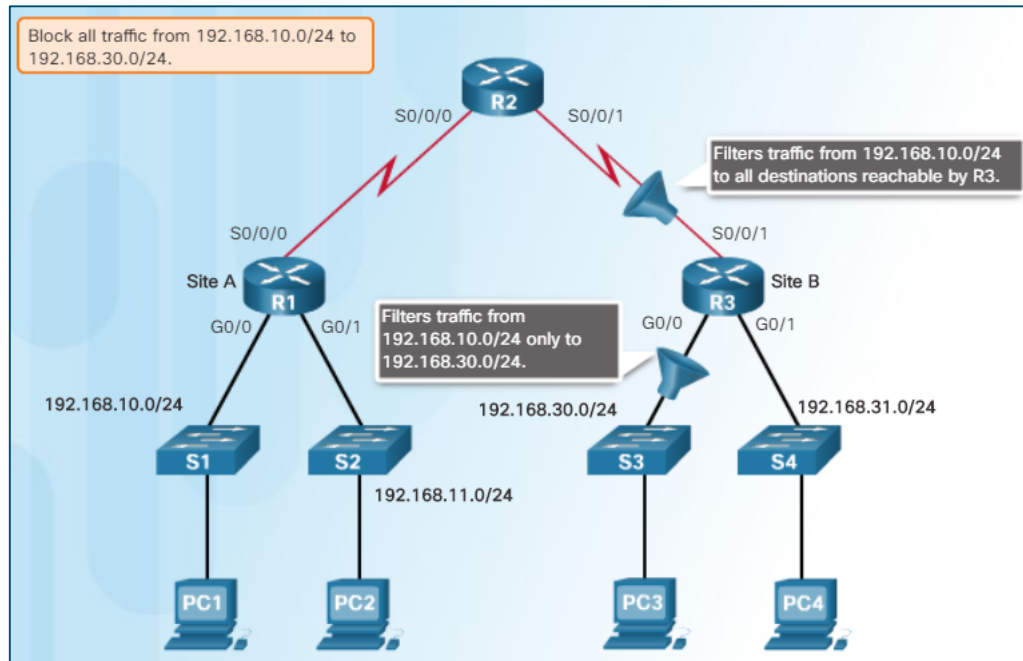 Block all traffic from 192.168.10.0/24 to
192.168.30.0/24.
R2
S0/0/0
S0/0/1
Filters traffic from 192.168.10.0/24
to all destinations reachable by R3.
S0/0/0
S0/0/1
Site A
R1
R3
Site B
G0/0
G0/1
Filters traffic from
192.168.10.0/24 only to
192.168.30.0/24.
G0/0
G0/1
192.168.10.0/24
192.168.30.0/24
192.168.31.0/24
S1
S2
S3
S4
192.168.11.0/24
PC1
PC2
PC3
PC4